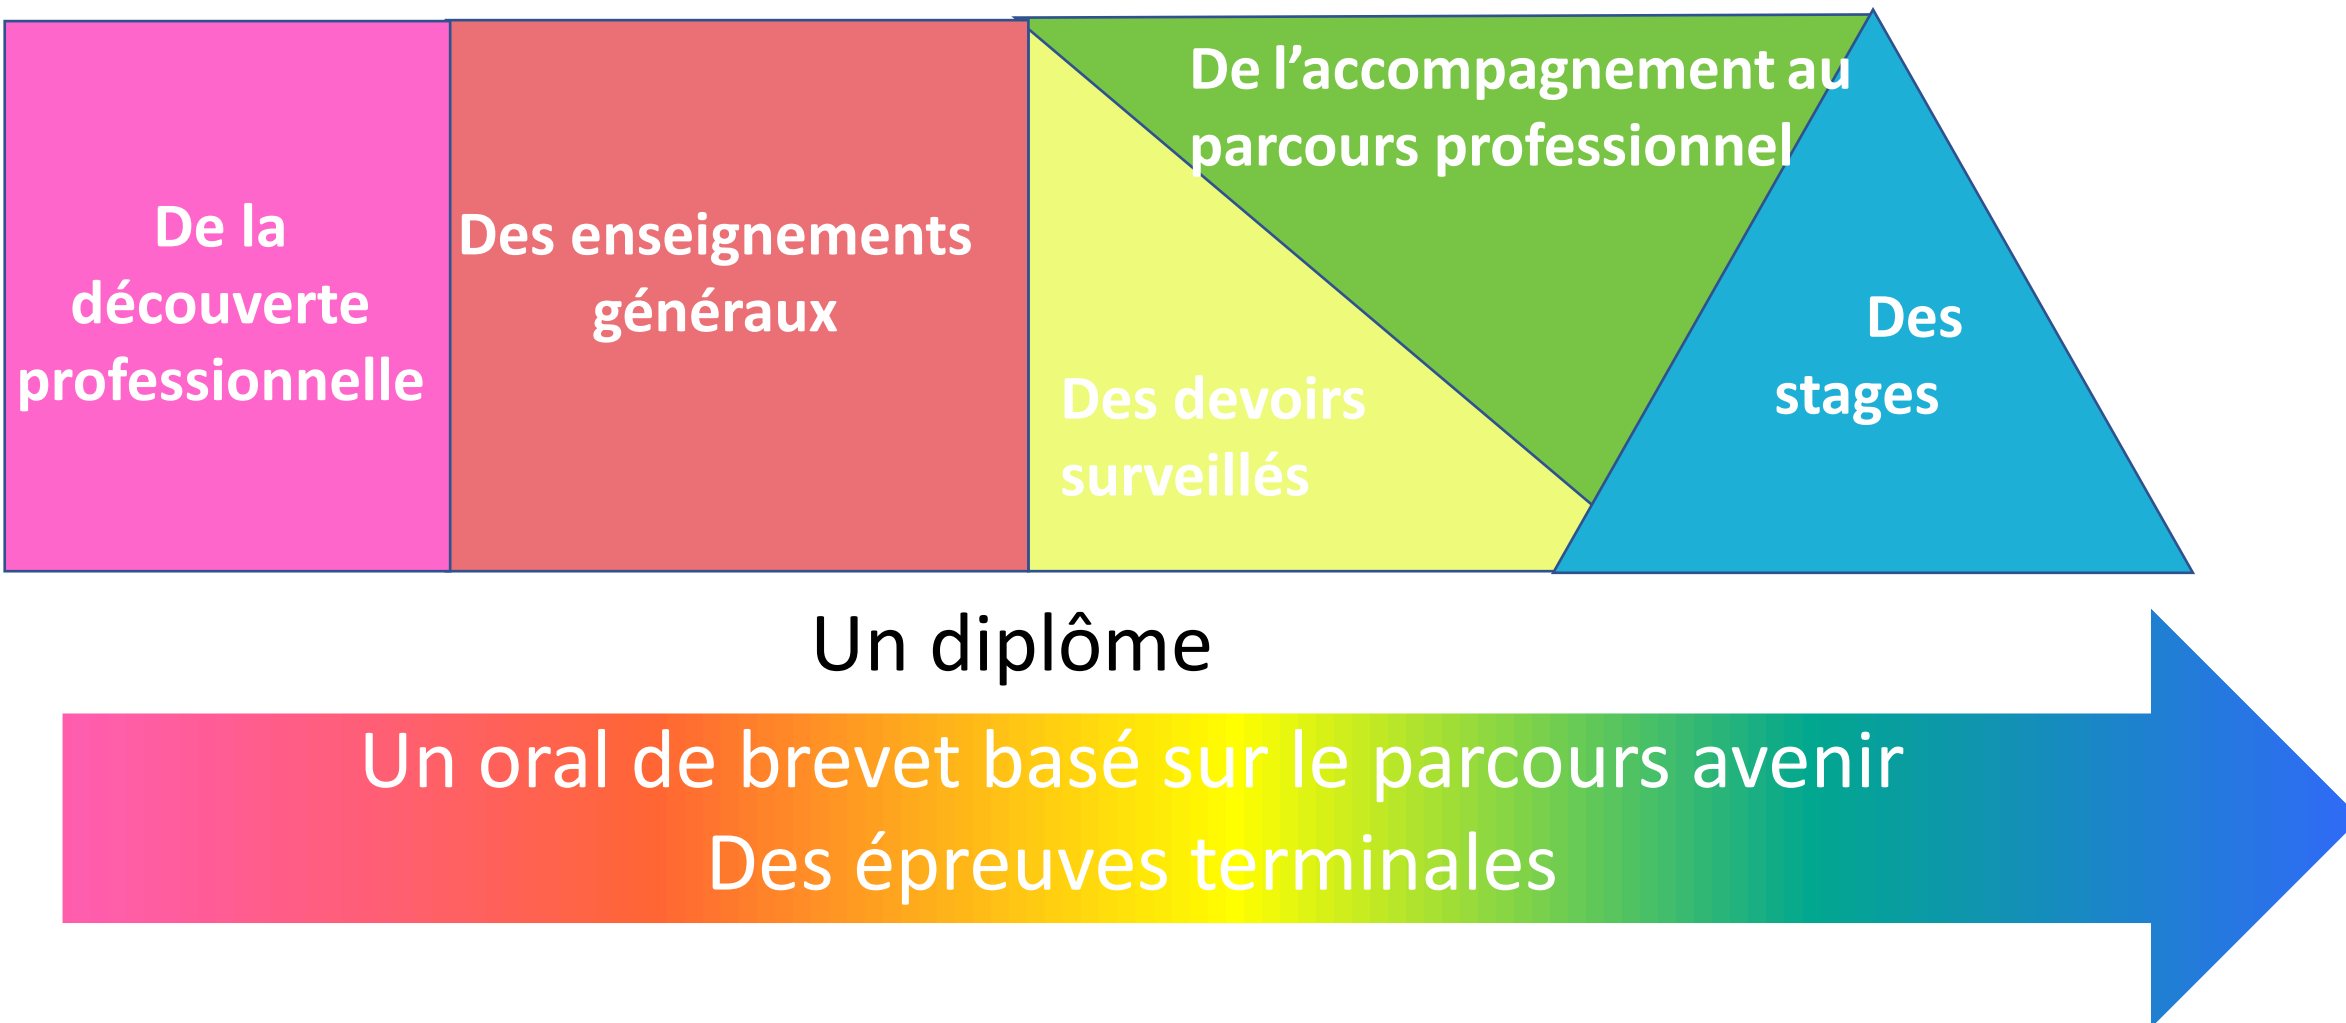 De la
découverte
professionnelle
Des enseignements
généraux
De l’accompagnement au
parcours professionnel
Des devoirs
surveillés
Des
stages
Un diplôme
Un oral de brevet basé sur le parcours avenir
Des épreuves terminales